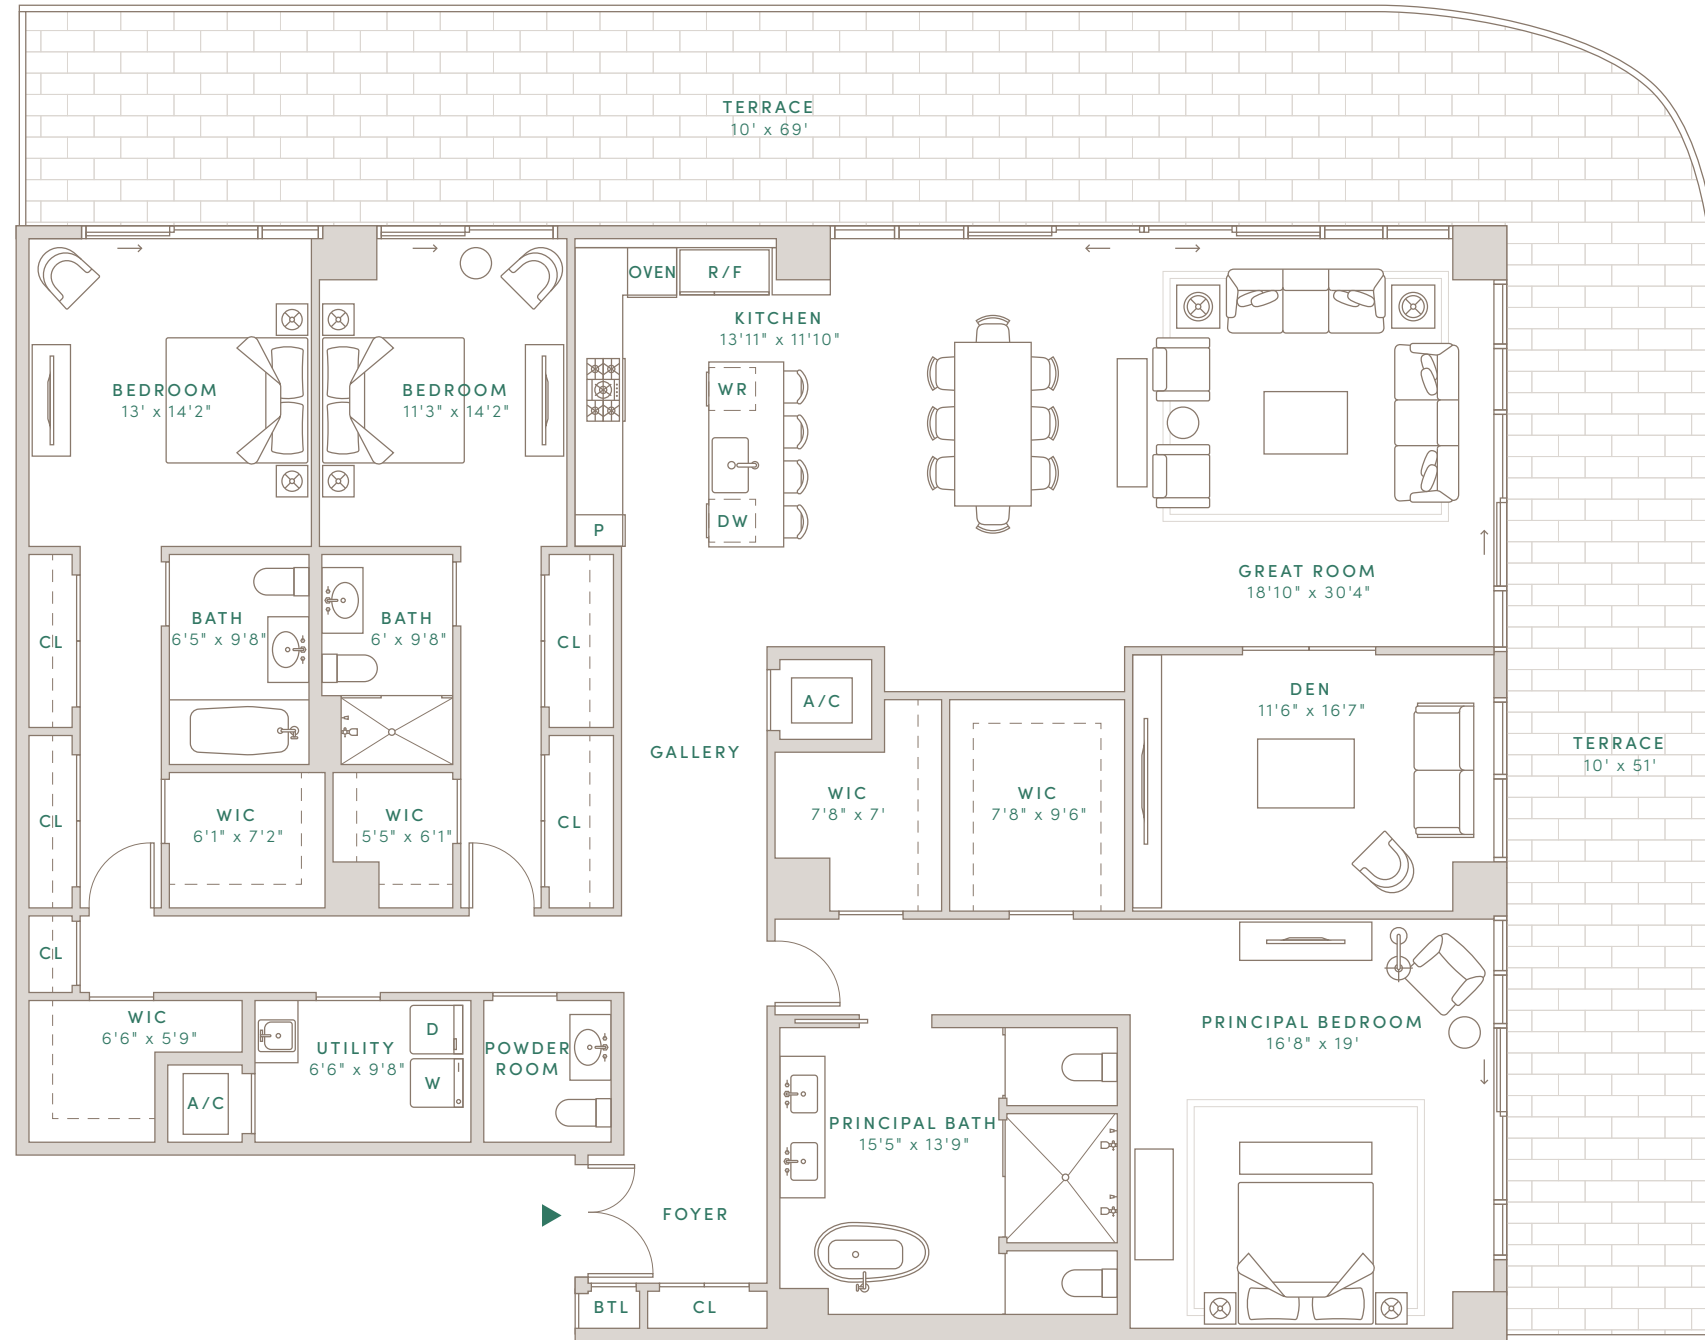 TERRACE
10' x 69'
OVEN
R/F
KITCHEN
13'11" x 11'10"
BEDROOM
13' x 14'2"
BEDROOM
11'3" x 14'2"
WR
DW
P
GREAT ROOM
18'10" x 30'4"
CL
BATH
6'5" x 9'8"
BATH
6' x 9'8"
CL
A/C
DEN
11'6" x 16'7"
GALLERY
TERRACE
10' x 51'
CL
WIC
6'1" x 7'2"
WIC
5'5" x 6'1"
CL
WIC
7'8" x 7'
WIC
7'8" x 9'6"
CL
WIC
6'6" x 5'9"
A/C
UTILITY
6'6" x 9'8"
D
W
POWDER
ROOM
PRINCIPAL BEDROOM
16'8" x 19'
PRINCIPAL BATH
15'5" x 13'9"
FOYER
BTL
CL